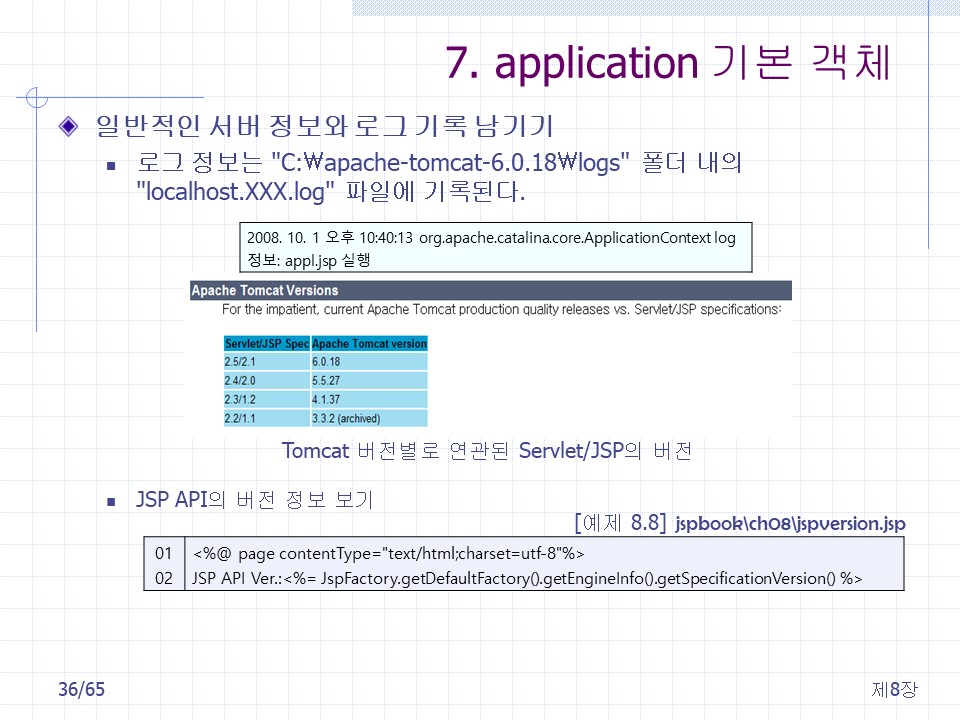 7. application 기본 객체
일반적인 서버 정보와 로그 기록 남기기
로그 정보는 "C:₩apache-tomcat-6.0.18₩logs" 폴더 내의
"localhost.XXX.log" 파일에 기록된다.
2008. 10. 1 오후 10:40:13 org.apache.catalina.core.ApplicationContext log
정보: appl.jsp 실행
Apache Tomcat Versions
For the impatient, current Apache Tomcat production quality releases vs. Servlet/JSP specifications:
Servlet/JSP Spec Apache Tomcat version
2.5/2.1 6.0.18
2.4/2.0 5.5.27
2.3/1.2 4.1.37
2.2/1.1 3.3.2 (archived)
Tomcat 버전별로 연관된 Servlet/JSP의 버전
JSP API의 버전 정보 보기
[예제 8.8] jspbook\ch08\jspversion.jsp
01 <%@ page contentType="text/html;charset=utf-8"%>
02 JSP API Ver.:<%= JspFactory.getDefaultFactory().getEngineInfo().getSpecificationVersion() %>
36/65
제8장